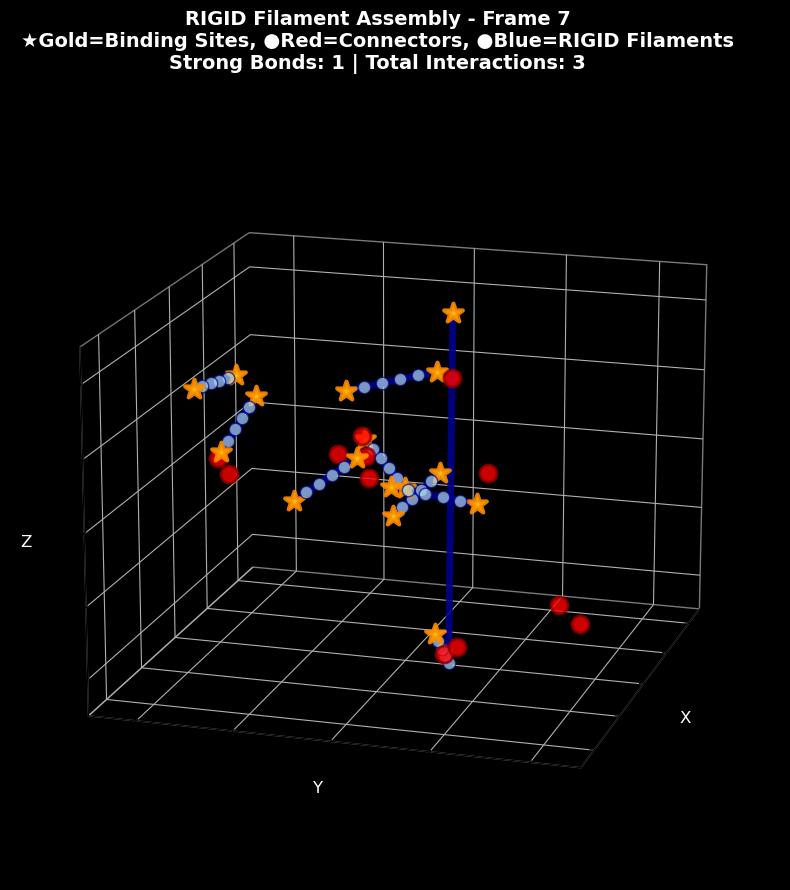 RIGID Filament Assembly - Frame 7
★Gold=Binding Sites, ●Red=Connectors, ●Blue=RIGID Filaments
Strong Bonds: 1 | Total Interactions: 3
Z
X
Y